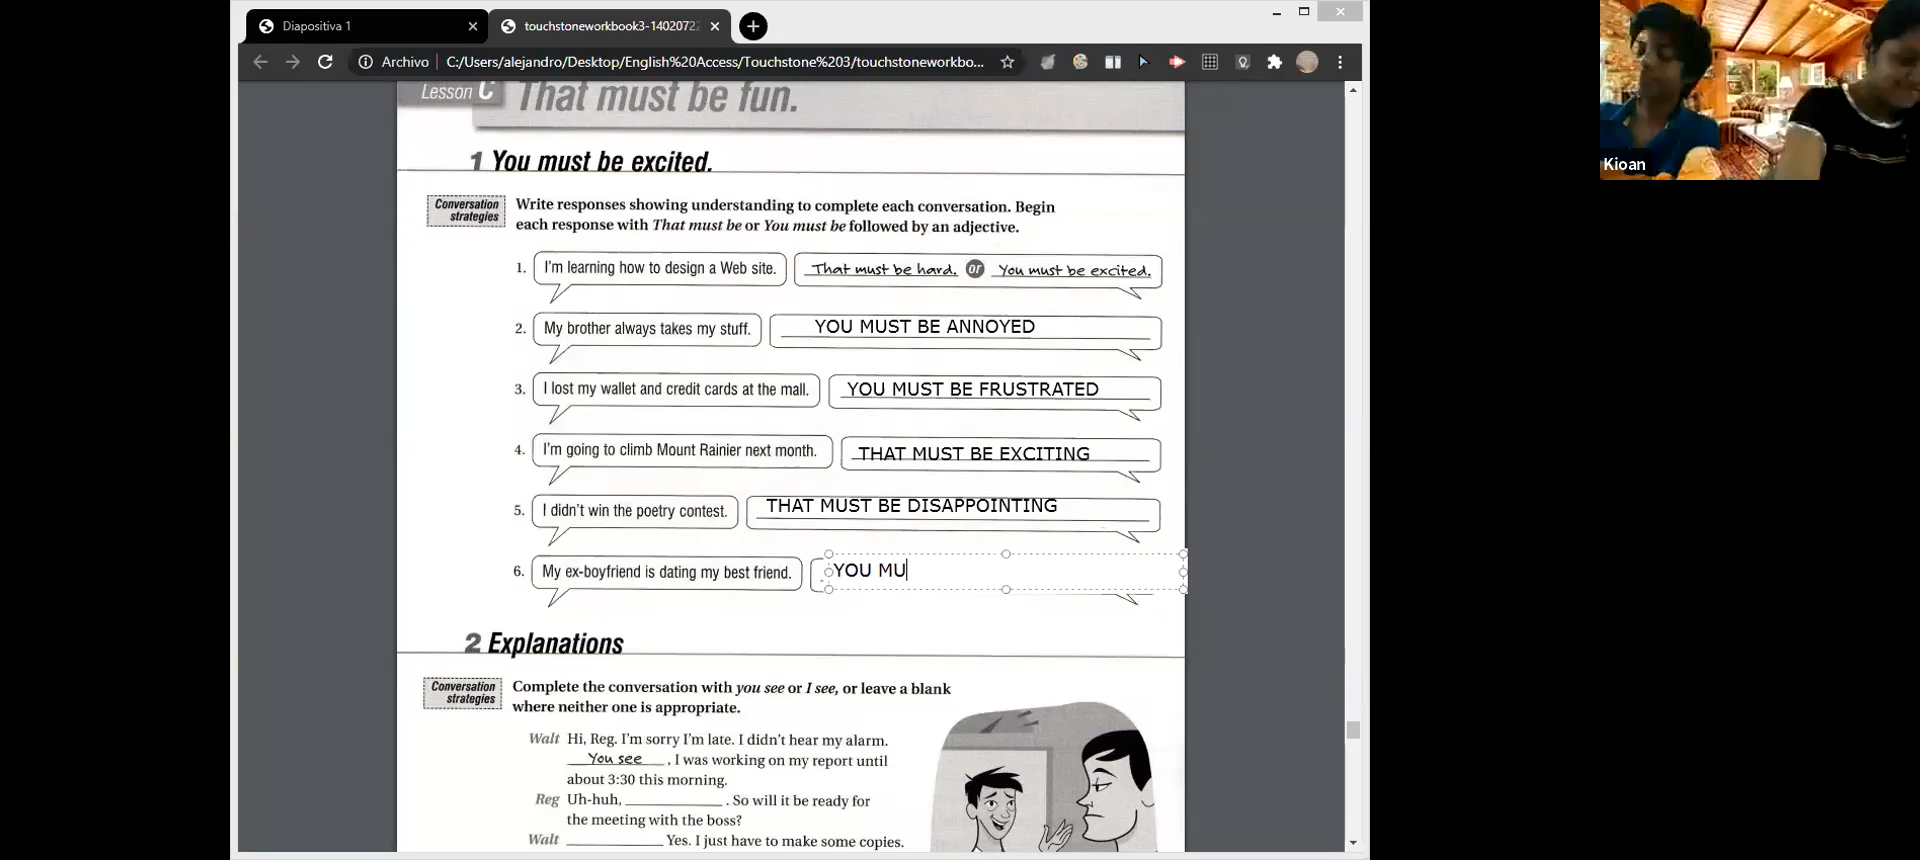 Diapositiva 1
touchstoneworkbook3-14020722
Archivo
C:/Users/alejandro/Desktop/English%20Access/Touchstone%203/touchstoneworkbo...
Kioan
Lesson C That must be fun.
1 You must be excited.
Conversation strategies
Write responses showing understanding to complete each conversation. Begin
each response with That must be or You must be followed by an adjective.
1. I'm learning how to design a Web site. That must be hard. or You must be excited.
2. My brother always takes my stuff. YOU MUST BE ANNOYED
3. I lost my wallet and credit cards at the mall. YOU MUST BE FRUSTRATED
4. I'm going to climb Mount Rainier next month. THAT MUST BE EXCITING
5. I didn't win the poetry contest. THAT MUST BE DISAPPOINTING
6. My ex-boyfriend is dating my best friend. YOU MU
2 Explanations
Conversation strategies
Complete the conversation with you see or I see, or leave a blank
where neither one is appropriate.
Walt Hi, Reg. I'm sorry I'm late. I didn't hear my alarm.
You see , I was working on my report until
about 3:30 this morning.
Reg Uh-huh, ____________. So will it be ready for
the meeting with the boss?
Walt ____________ Yes. I just have to make some copies.